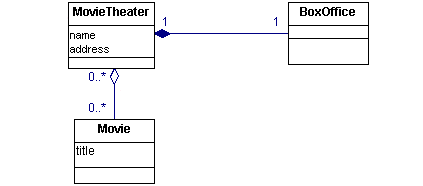 MovieTheater
name
address
1
1
BoxOffice
0..*
0..*
Movie
title